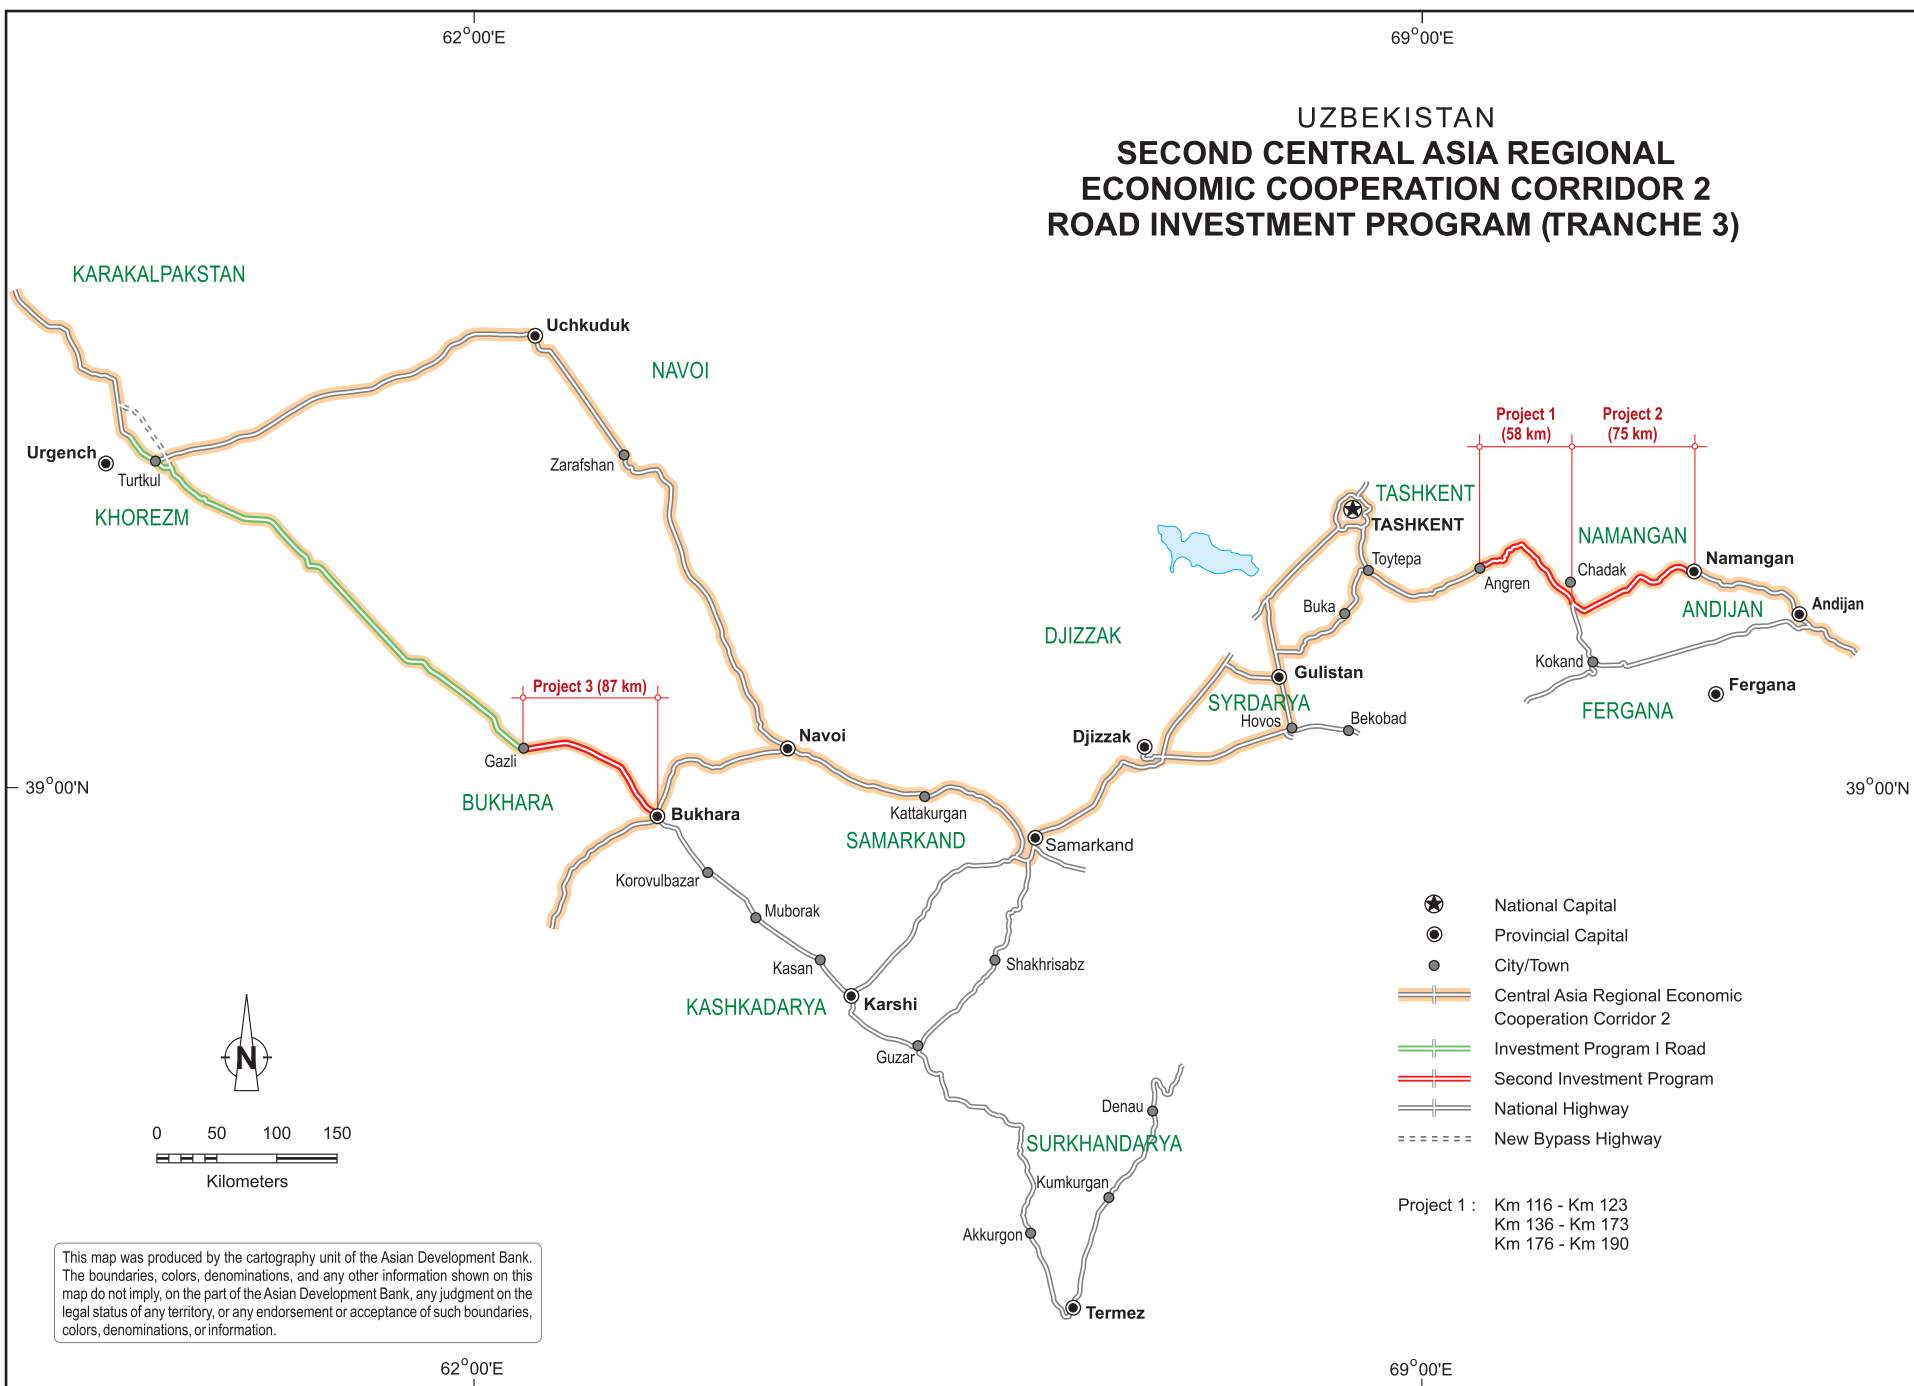 62°00'E
69°00'E
UZBEKISTAN
SECOND CENTRAL ASIA REGIONAL
ECONOMIC COOPERATION CORRIDOR 2
ROAD INVESTMENT PROGRAM (TRANCHE 3)
KARAKALPAKSTAN
Uchkuduk
NAVOI
Project 1
(58 km)
Project 2
(75 km)
Urgench
Turtkul
Zarafshan
KHOREZM
TASHKENT
TASHKENT
NAMANGAN
Toytepa
Angren
Chadak
Namangan
Buka
ANDIJAN
Andijan
DJIZZAK
Kokand
Gulistan
Fergana
Project 3 (87 km)
SYRDARYA
FERGANA
Hovos
Bekobad
Djizzak
Navoi
Gazli
39°00'N
39°00'N
BUKHARA
Bukhara
Kattakurgan
SAMARKAND
Samarkand
Korovulbazar
Muborak
Kasan
Shakhrisabz
KASHKADARYA
Karshi
Guzar
Denau
SURKHANDARYA
Kumkurgan
Akkurgon
Termez
National Capital
Provincial Capital
City/Town
Central Asia Regional Economic
Cooperation Corridor 2
Investment Program I Road
Second Investment Program
National Highway
New Bypass Highway
Project 1 : Km 116 - Km 123
Km 136 - Km 173
Km 176 - Km 190
N
0 50 100 150
Kilometers
This map was produced by the cartography unit of the Asian Development Bank.
The boundaries, colors, denominations, and any other information shown on this
map do not imply, on the part of the Asian Development Bank, any judgment on the
legal status of any territory, or any endorsement or acceptance of such boundaries,
colors, denominations, or information.
62°00'E
69°00'E